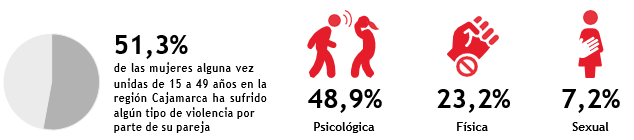 51,3%
de las mujeres alguna vez
unidas de 15 a 49 años en la
región Cajamarca ha sufrido
algún tipo de violencia por
parte de su pareja
48,9%
Psicológica
23,2%
Física
7,2%
Sexual